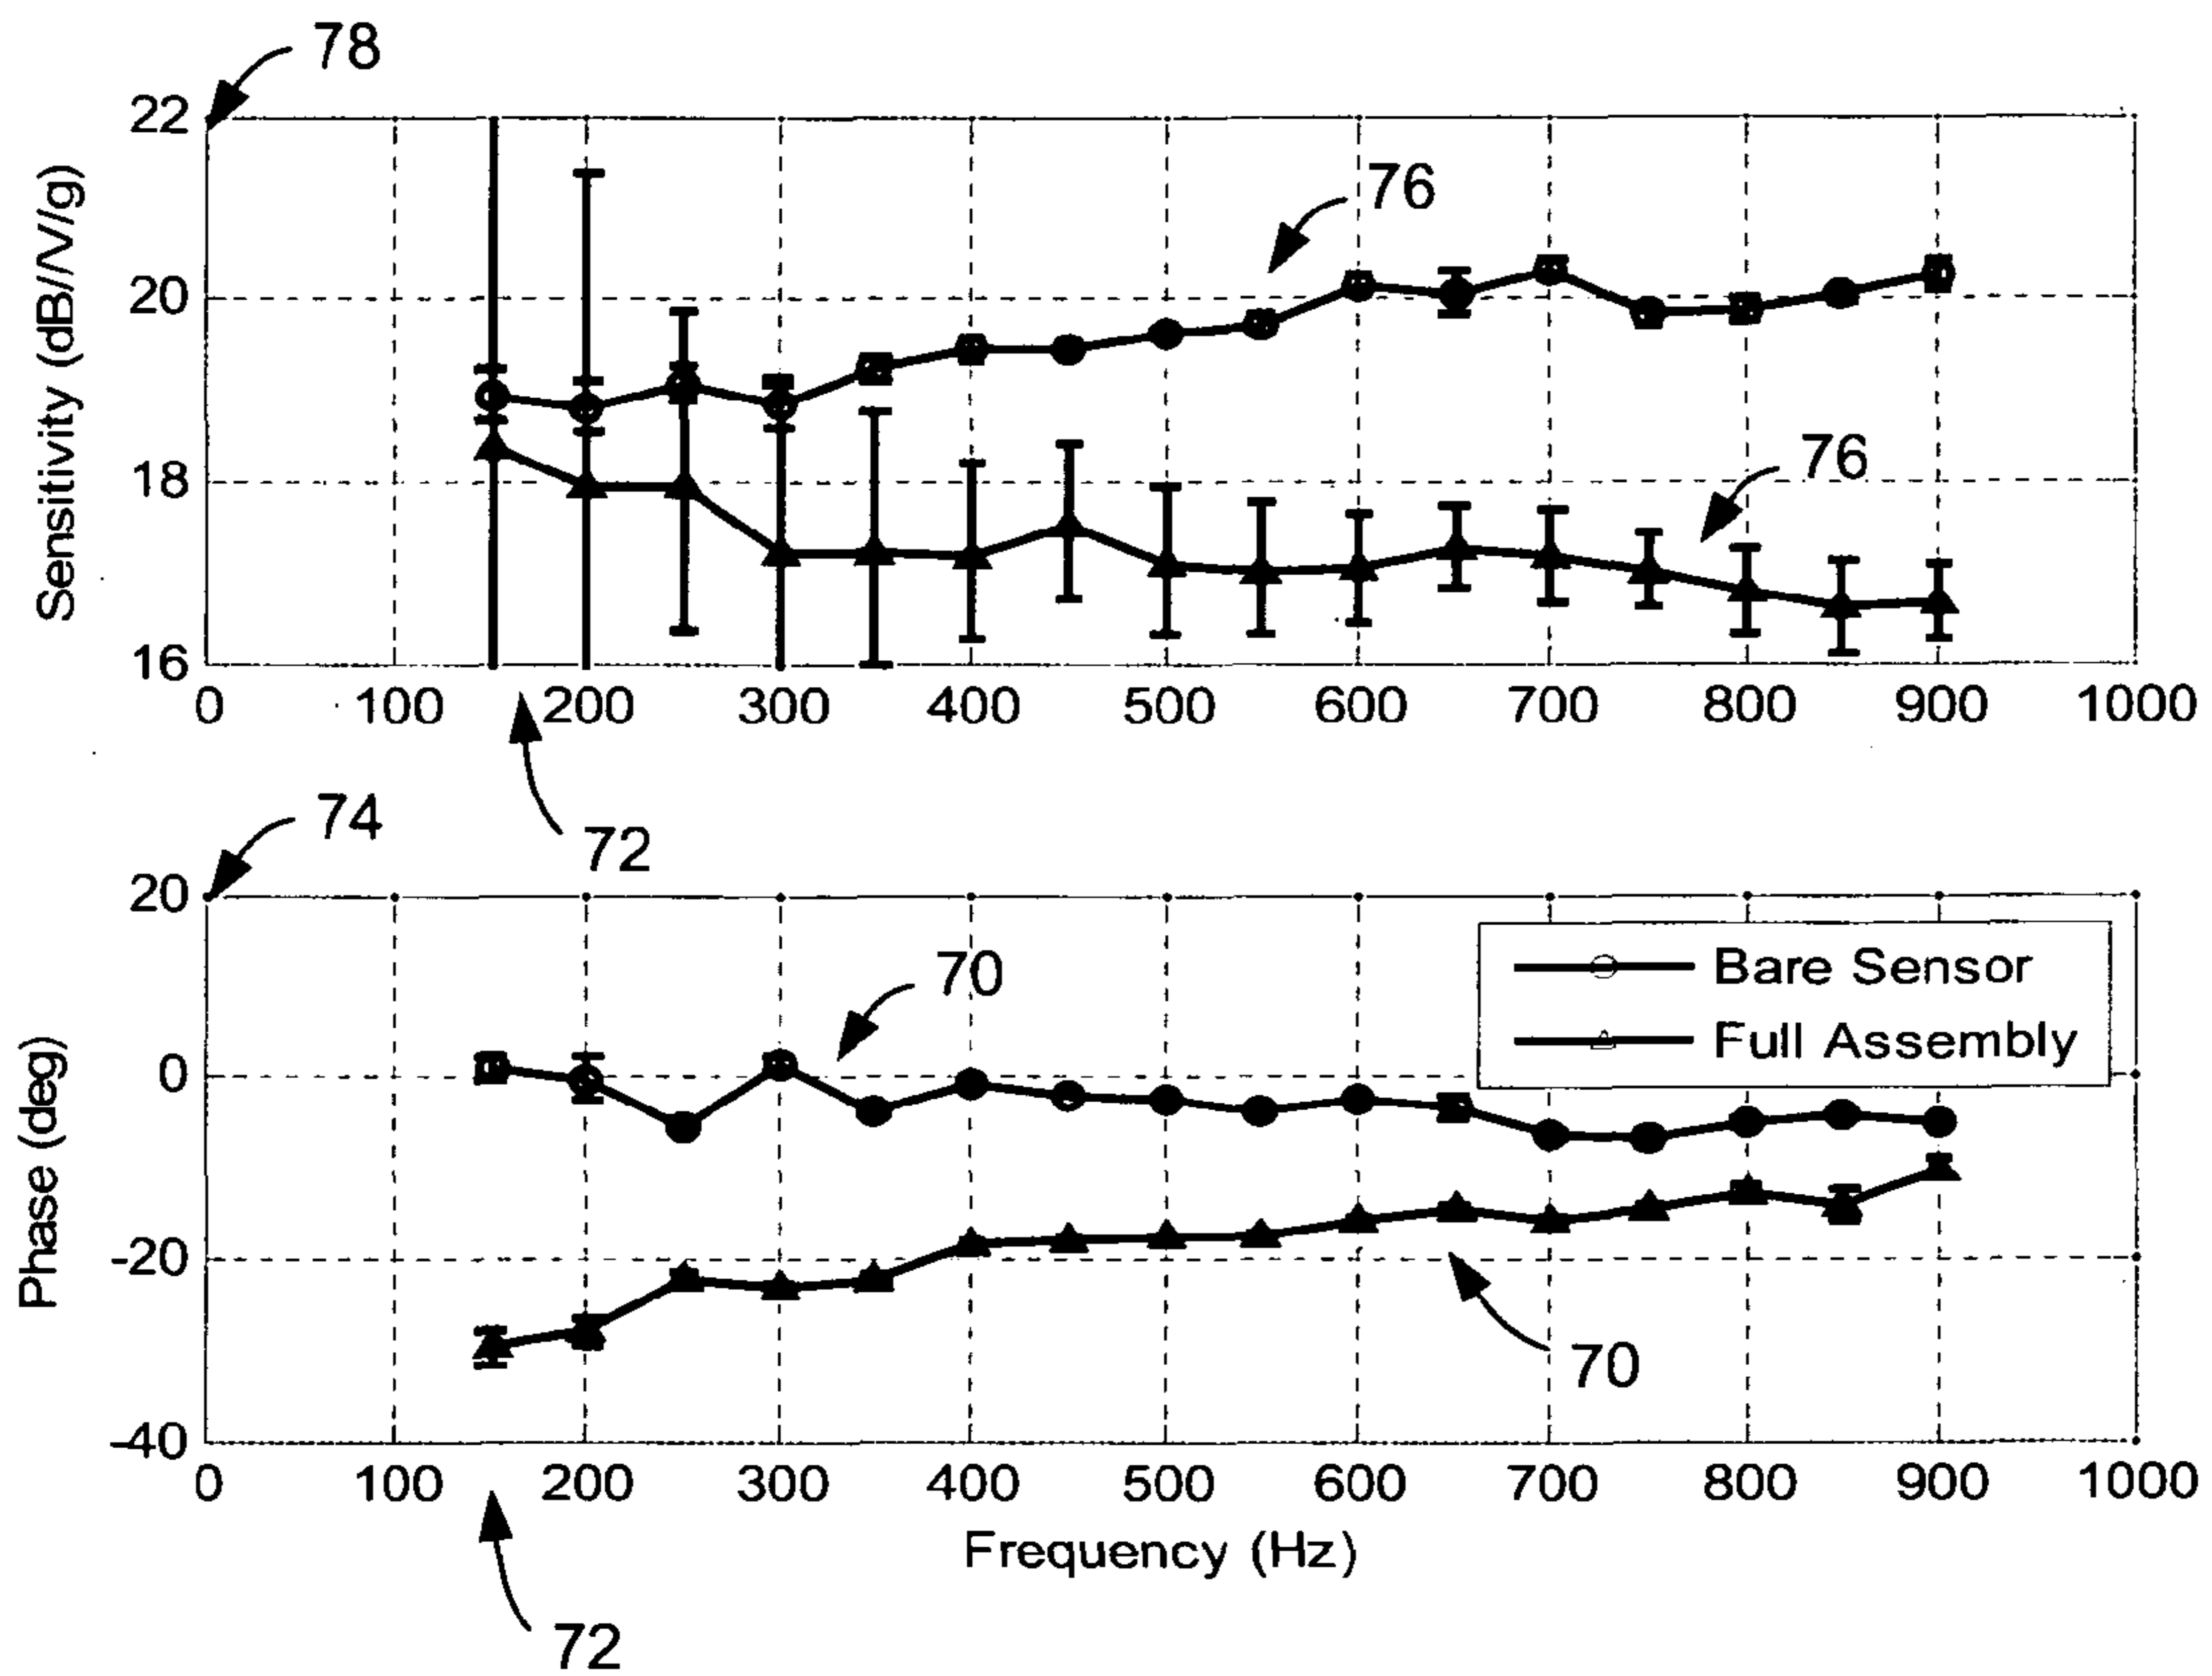 78
22
76
20
76
18
16
Sensitivity (dB//V/g)
0 100 200 300 400 500 600 700 800 900 1000
72
74
20
70
Bare Sensor
Full Assembly
0
-20
70
-40
Phase (deg)
0 100 200 300 400 500 600 700 800 900 1000
Frequency (Hz)
72